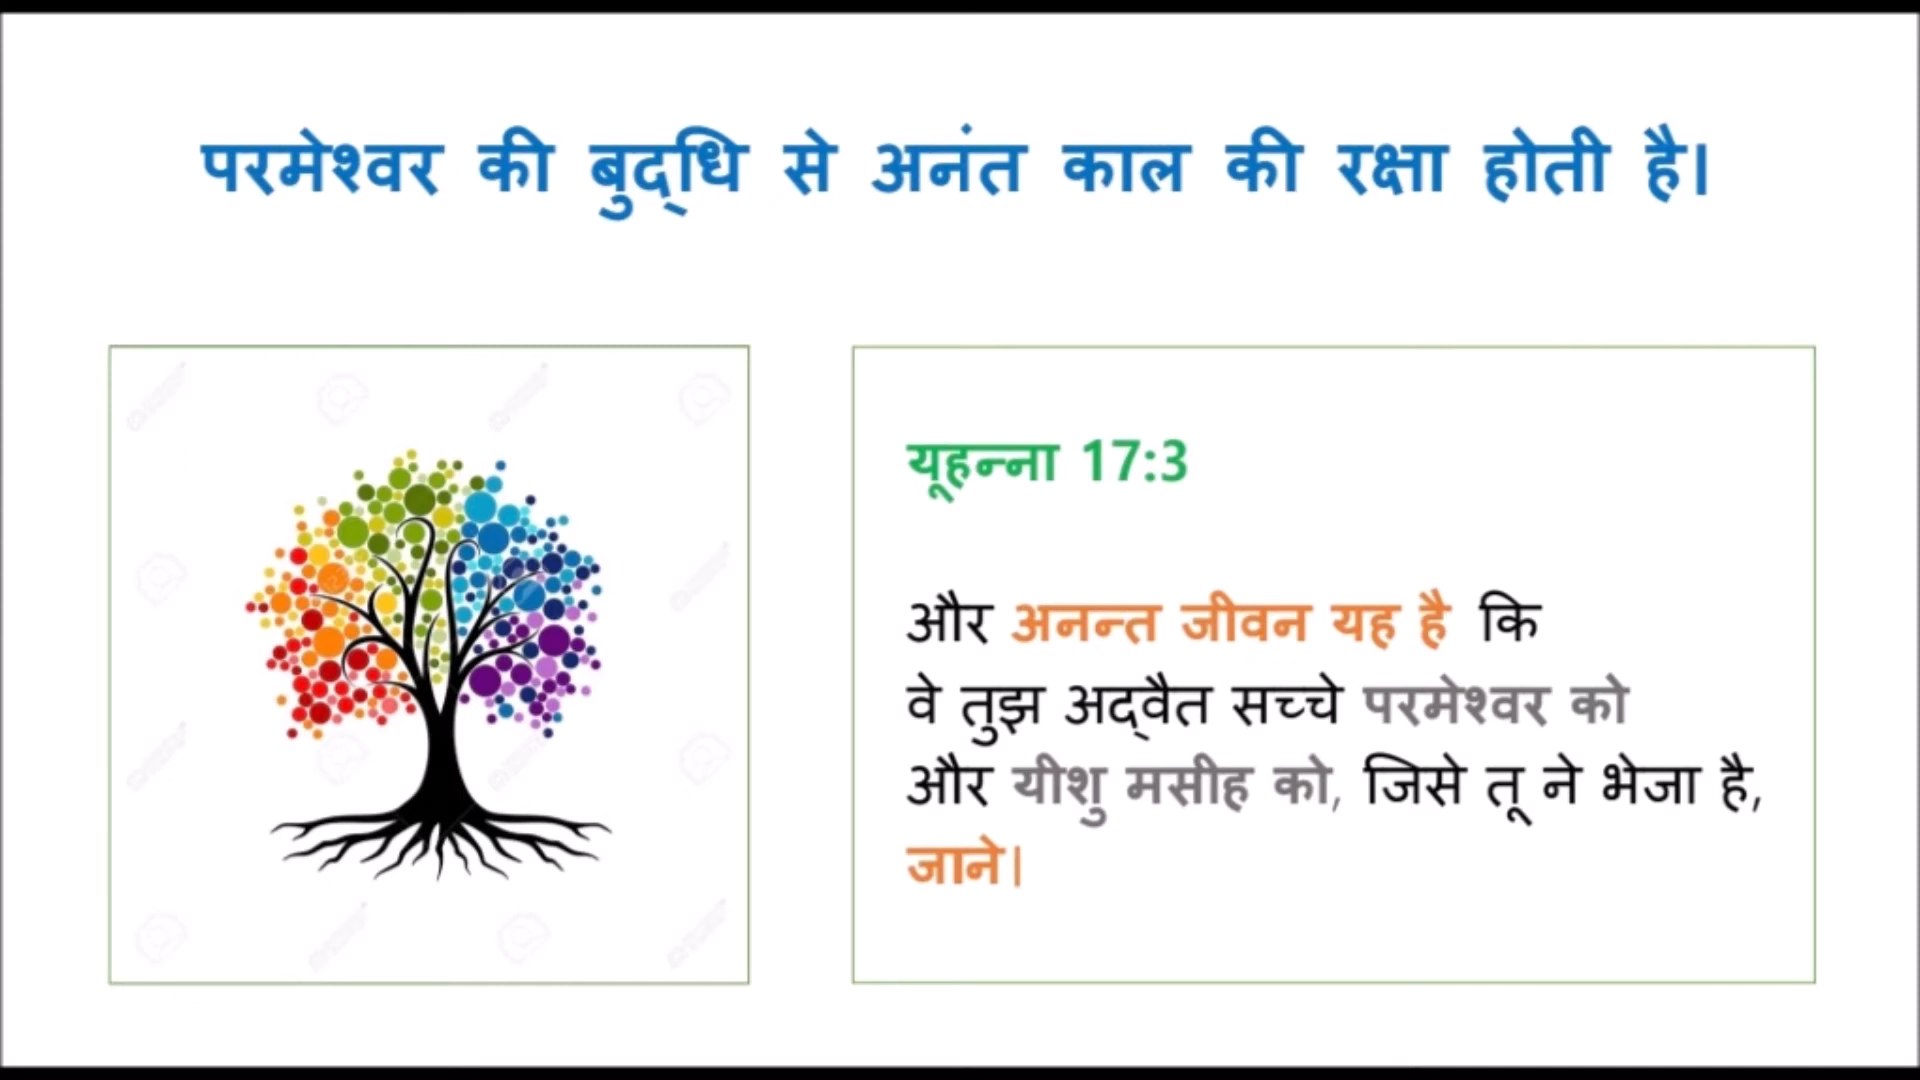 परमेश्वर की बुद्धि से अनंत काल की रक्षा होती है।
यूहन्ना 17:3
और अनन्त जीवन यह है कि
वे तुझ अद्वैत सच्चे परमेश्वर को
और यीशु मसीह को, जिसे तू ने भेजा है,
जाने।